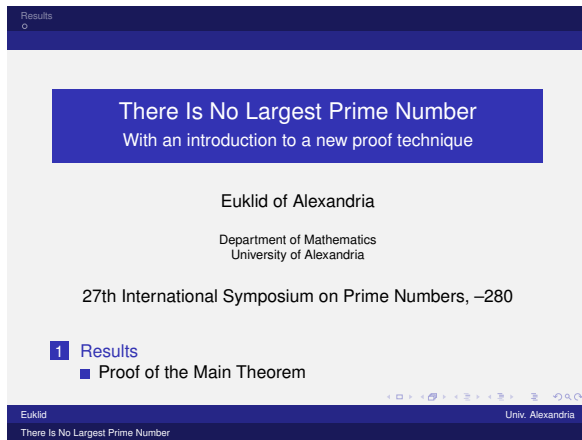 Results
There Is No Largest Prime Number
With an introduction to a new proof technique
Euklid of Alexandria
Department of Mathematics
University of Alexandria
27th International Symposium on Prime Numbers, –280
1 Results
Proof of the Main Theorem
Euklid Univ. Alexandria
There Is No Largest Prime Number